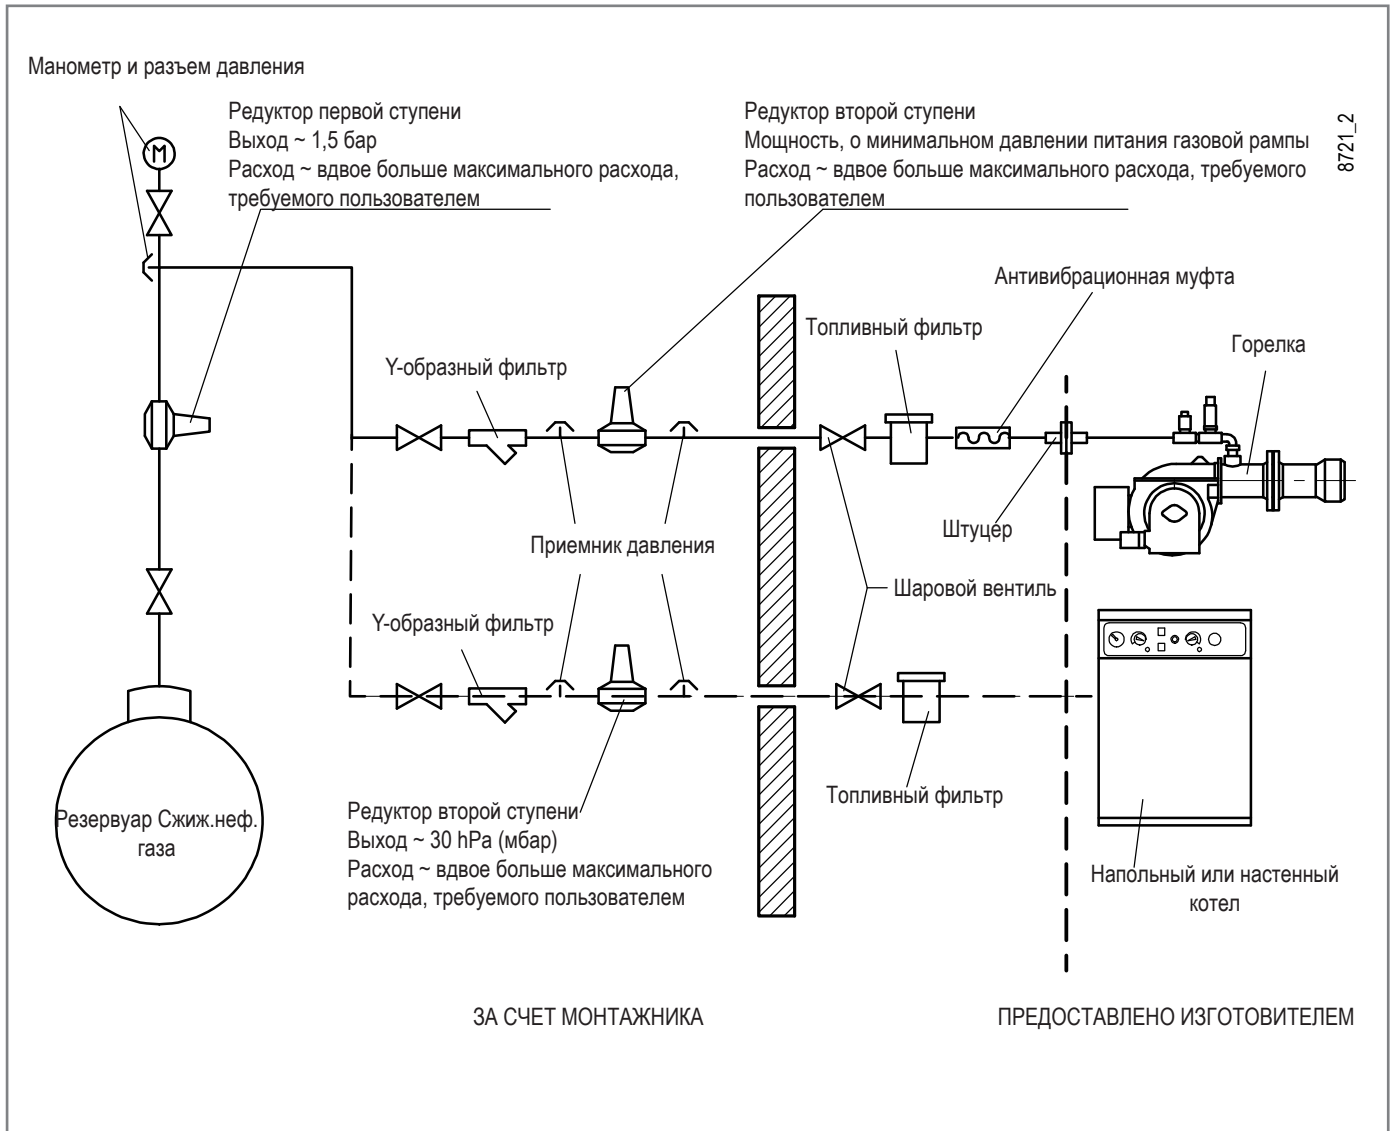 Манометр и разъем давления
M
Редуктор первой ступени
Выход ~ 1,5 бар
Расход ~ вдвое больше максимального расхода,
требуемого пользователем
Редуктор второй ступени
Мощность, о минимальном давлении питания газовой рампы
Расход ~ вдвое больше максимального расхода, требуемого
пользователем
8721_2
Антивибрационная муфта
Топливный фильтр
Горелка
Y-образный фильтр
Штуцер
Приемник давления
Шаровой вентиль
Y-образный фильтр
Топливный фильтр
Редуктор второй ступени
Выход ~ 30 hPa (мбар)
Расход ~ вдвое больше максимального
расхода, требуемого пользователем
Резервуар Сжиж.неф.
газа
Напольный или настенный
котел
ЗА СЧЕТ МОНТАЖНИКА
ПРЕДОСТАВЛЕНО ИЗГОТОВИТЕЛЕМ